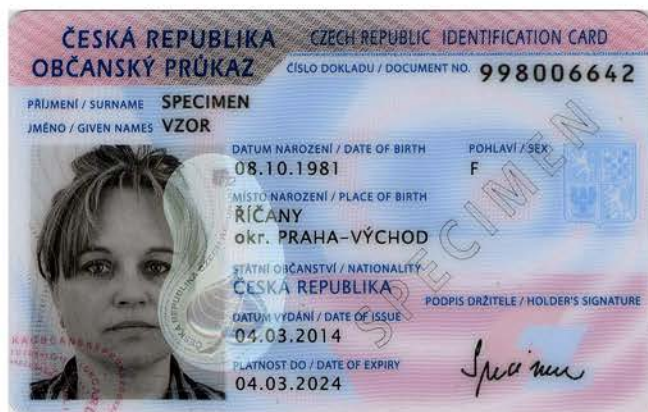 ČESKÁ REPUBLIKA CZECH REPUBLIC IDENTIFICATION CARD
OBČANSKÝ PRŮKAZ ČÍSLO DOKLADU / DOCUMENT NO. 998006642
PŘÍJMENÍ / SURNAME SPECIMEN
JMÉNO / GIVEN NAMES VZOR
DATUM NAROZENÍ / DATE OF BIRTH POHLAVÍ / SEX
08.10.1981 F
MÍSTO NAROZENÍ / PLACE OF BIRTH
ŘÍČANY
okr. PRAHA-VÝCHOD
SPECIMEN
STÁTNÍ OBČANSTVÍ / NATIONALITY
ČESKÁ REPUBLIKA
PODPIS DRŽITELE / HOLDER'S SIGNATURE
DATUM VYDÁNÍ / DATE OF ISSUE
04.03.2014
PLATNOST DO / DATE OF EXPIRY
04.03.2024
Specimen